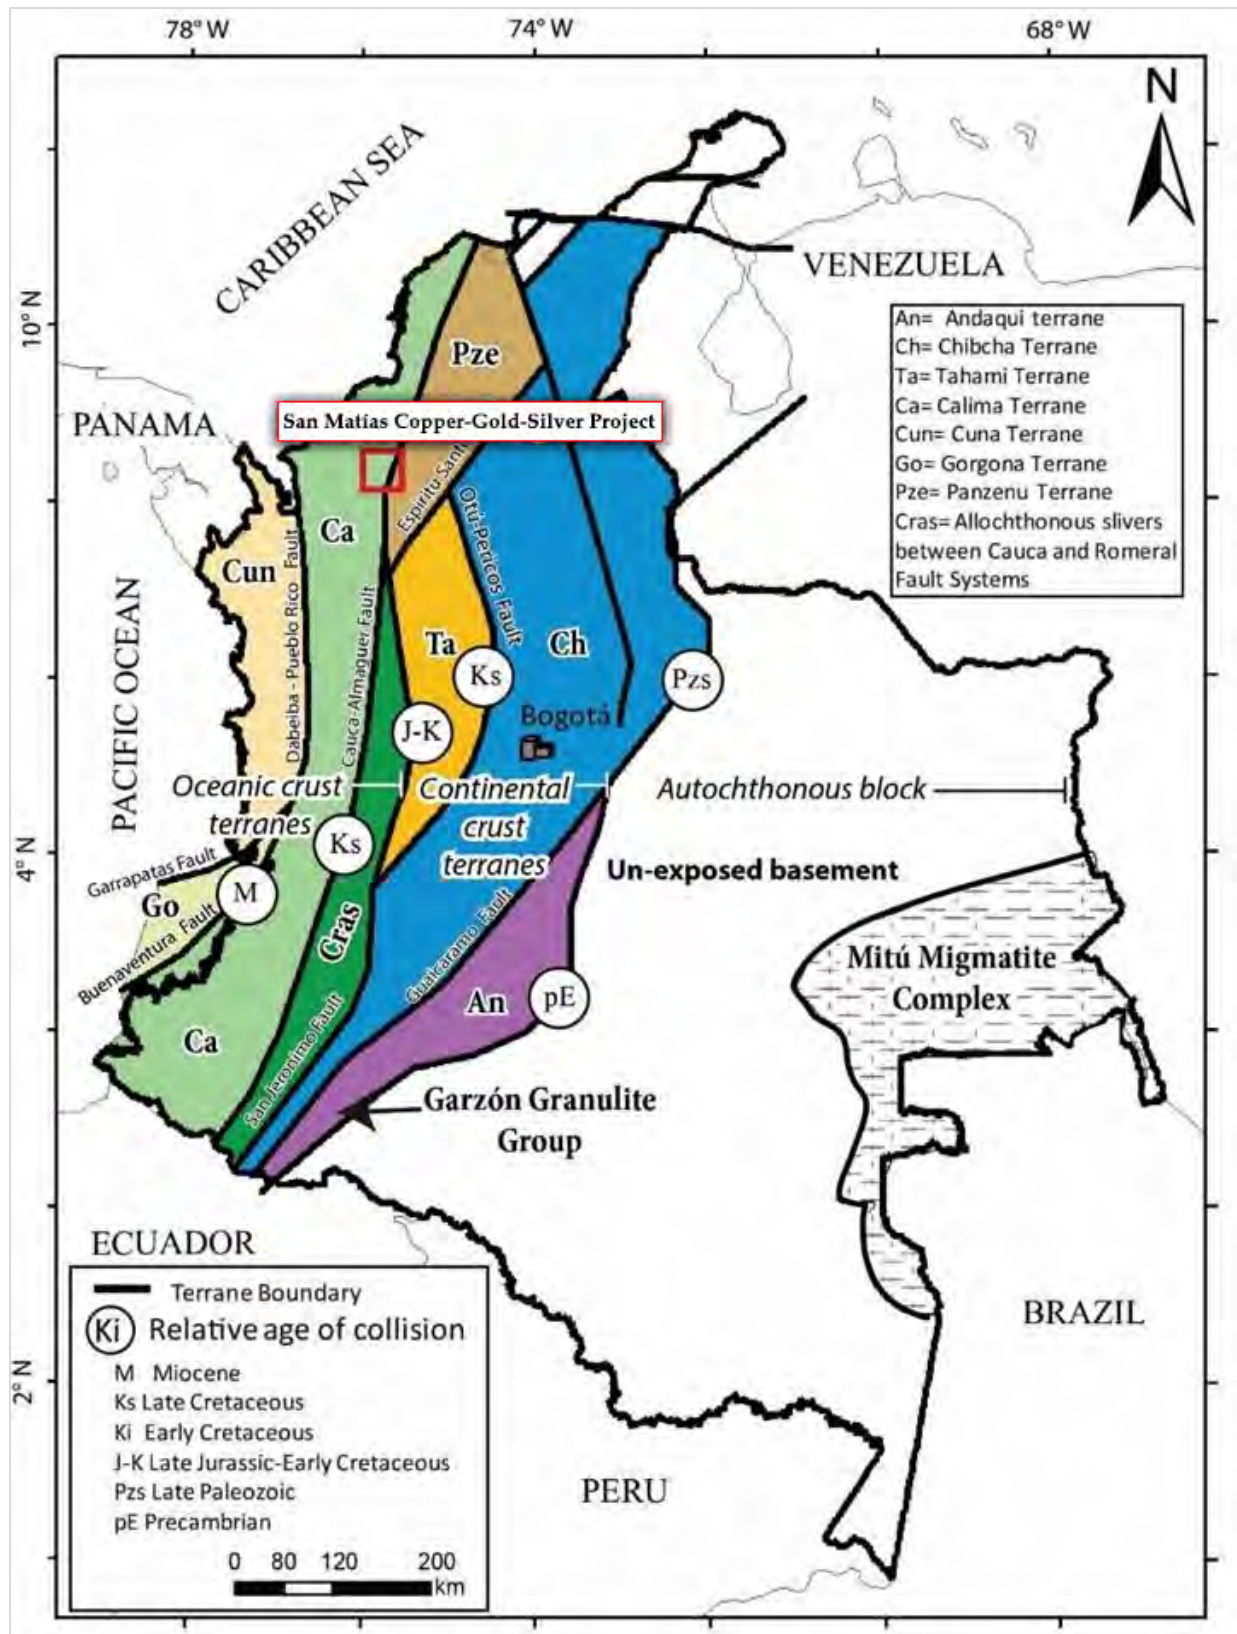 78° W
74° W
68° W
N
CARIBBEAN SEA
VENEZUELA
10° N
An= Andaqui terrane
Ch= Chibcha Terrane
Ta= Tahami Terrane
Ca= Calima Terrane
Cun= Cuna Terrane
Go= Gorgona Terrane
Pze= Panzenu Terrane
Cras= Allochthonous slivers
between Cauca and Romeral
Fault Systems
Pze
San Matías Copper-Gold-Silver Project
PANAMA
Espiritu Sant
Otú-Pericos Fault
Ca
Cun
Dabeiba - Pueblo Rico Fault
Cauca-Almaguer Fault
Ta
Ch
Ks
Pzs
J-K
Bogotá
PACIFIC OCEAN
Oceanic crust
terranes
Continental
crust
terranes
Autochthonous block
Ks
4° N
Garrapatas Fault
M
Go
Buenaventura Fault
Cras
Un-exposed basement
Guaicaramo Fault
Mitú Migmatite
Complex
An
pE
Ca
San Jeronimo Fault
Garzón Granulite
Group
ECUADOR
Terrane Boundary
Ki Relative age of collision
M Miocene
Ks Late Cretaceous
Ki Early Cretaceous
J-K Late Jurassic-Early Cretaceous
Pzs Late Paleozoic
pE Precambrian
0 80 120 200
km
2° N
BRAZIL
PERU